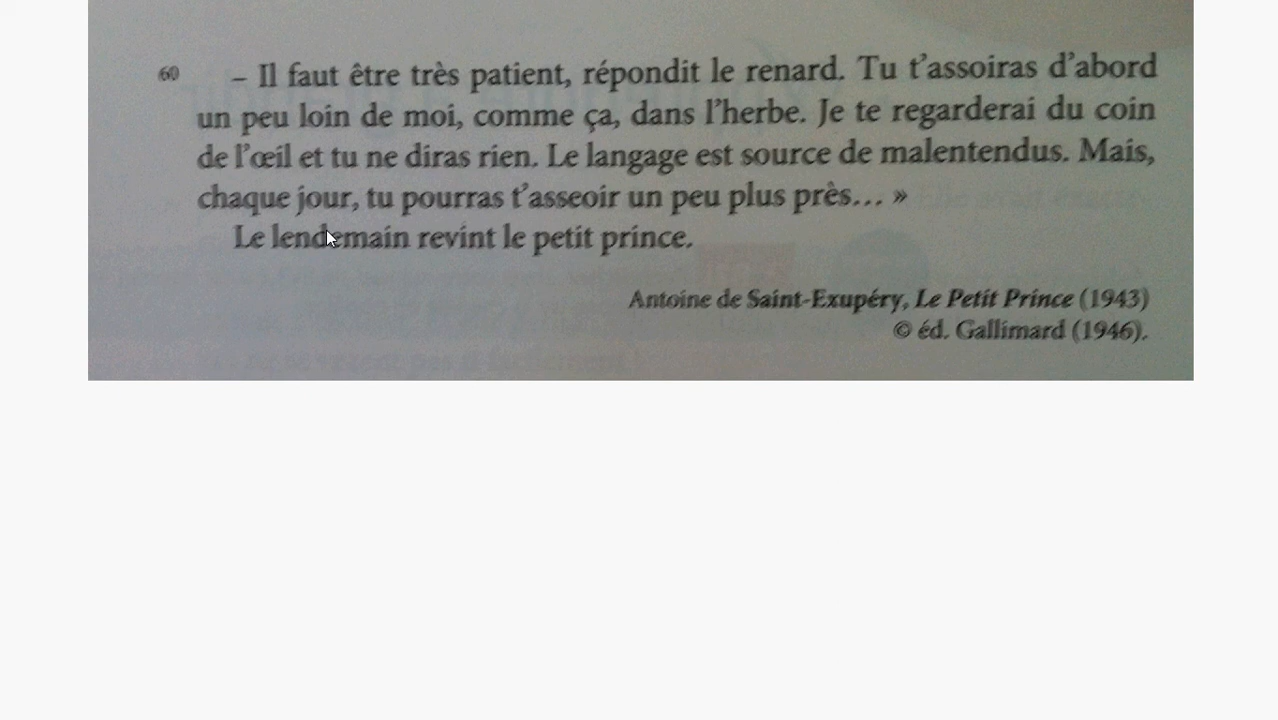 60 – Il faut être très patient, répondit le renard. Tu t'assoiras d'abord
un peu loin de moi, comme ça, dans l'herbe. Je te regarderai du coin
de l'œil et tu ne diras rien. Le langage est source de malentendus. Mais,
chaque jour, tu pourras t'asseoir un peu plus près… »
Le lendemain revint le petit prince.
Antoine de Saint-Exupéry, Le Petit Prince (1943)
© éd. Gallimard (1946).